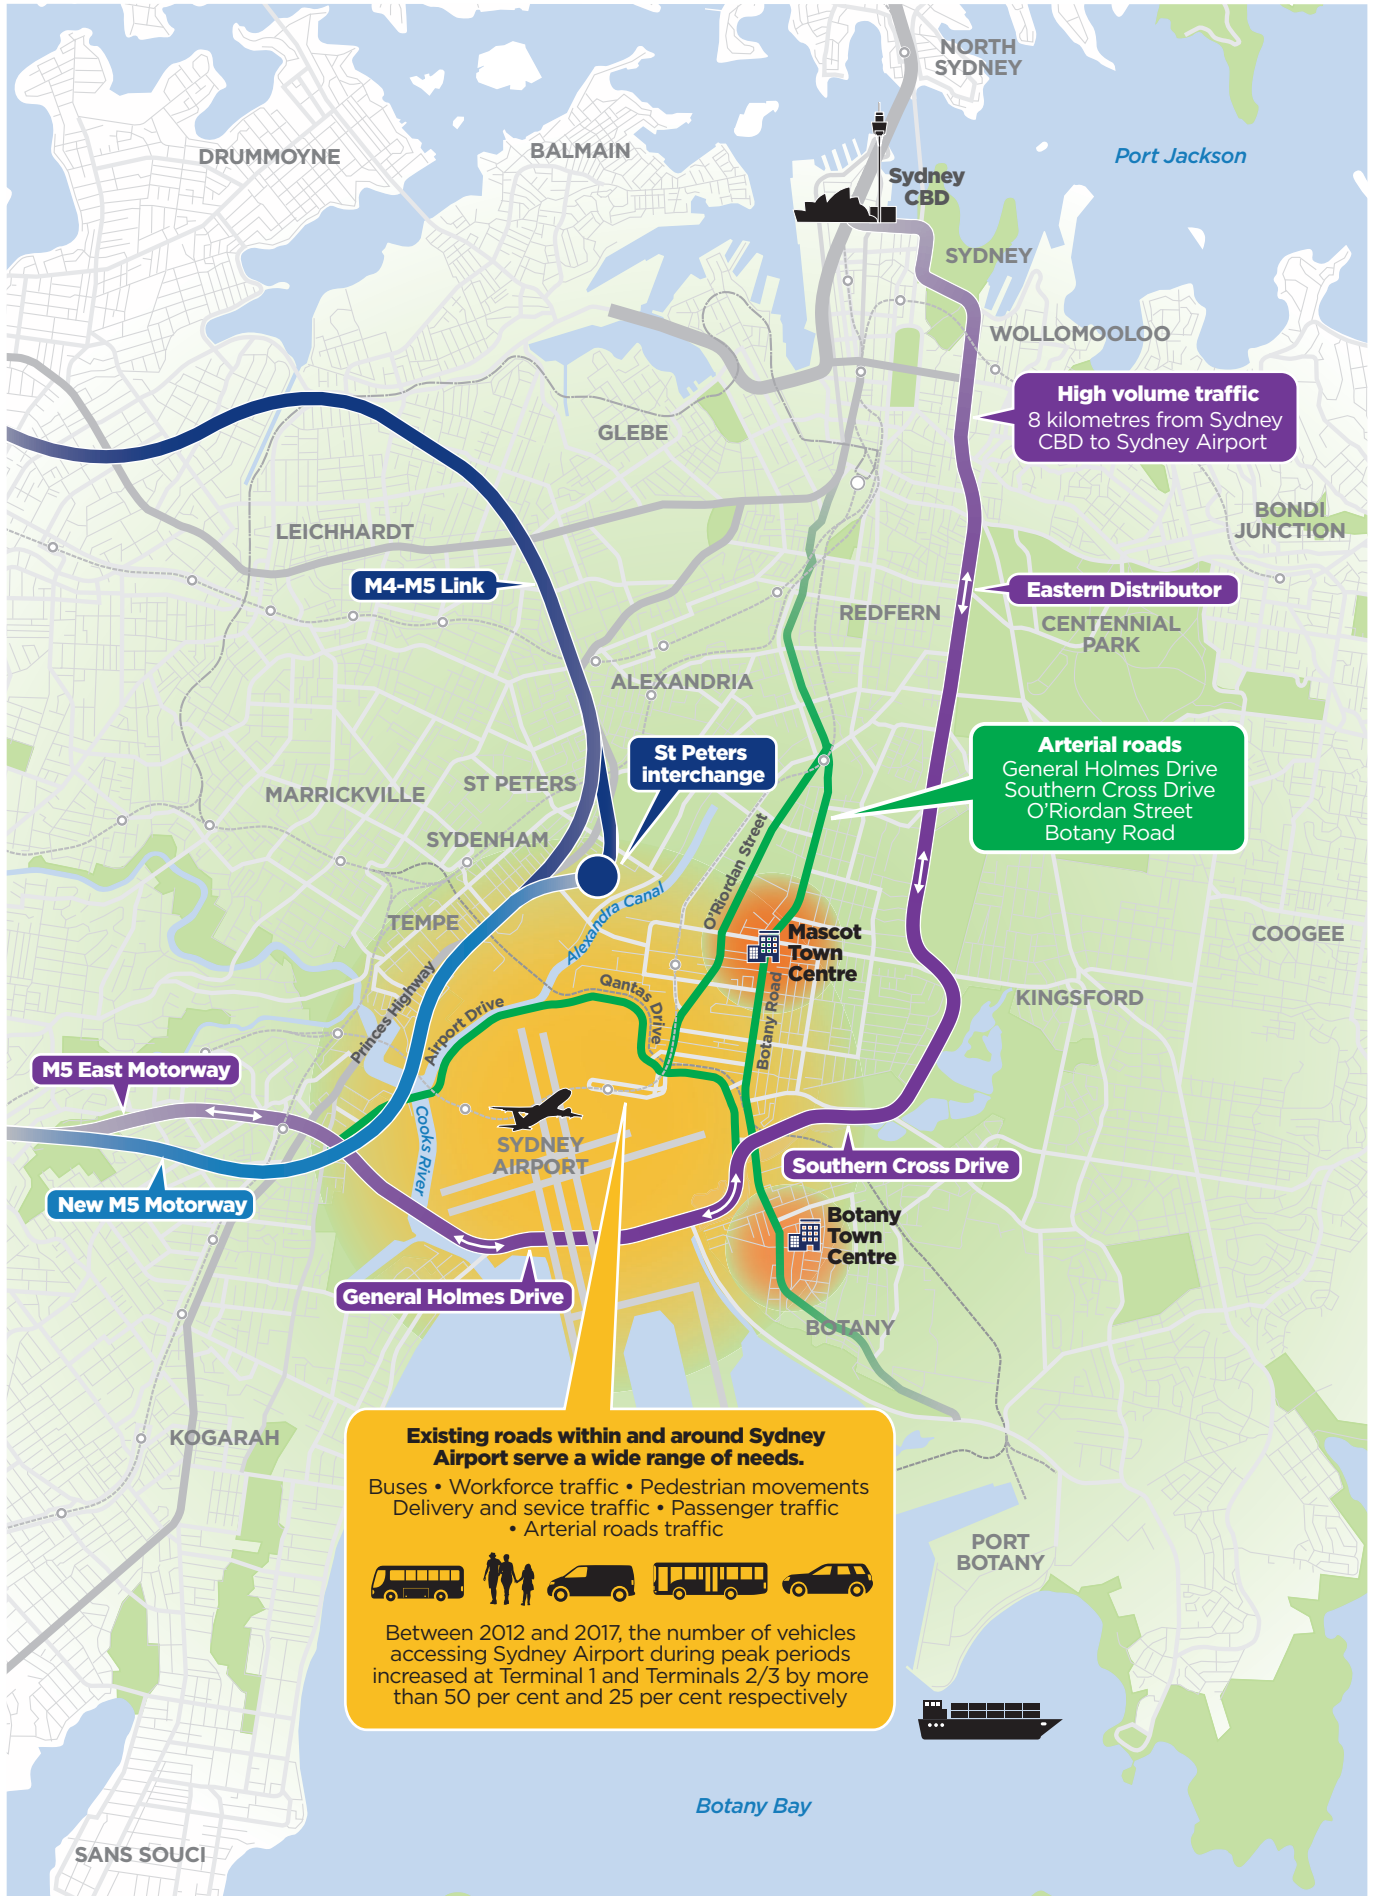 NORTH
SYDNEY
DRUMMOYNE
BALMAIN
Port Jackson
Sydney
CBD
SYDNEY
WOLLOMOOLOO
High volume traffic
8 kilometres from Sydney
CBD to Sydney Airport
GLEBE
BONDI
JUNCTION
LEICHHARDT
M4-M5 Link
Eastern Distributor
REDFERN
CENTENNIAL
PARK
ALEXANDRIA
Arterial roads
General Holmes Drive
Southern Cross Drive
O'Riordan Street
Botany Road
St Peters
interchange
ST PETERS
MARRICKVILLE
SYDENHAM
O'Riordan Street
Alexandra Canal
TEMPE
Mascot
Town
Centre
COOGEE
Princes Highway
Qantas Drive
Airport Drive
Botany Road
KINGSFORD
M5 East Motorway
Cooks River
SYDNEY
AIRPORT
Southern Cross Drive
New M5 Motorway
Botany
Town
Centre
General Holmes Drive
BOTANY
KOGARAH
Existing roads within and around Sydney
Airport serve a wide range of needs.
Buses • Workforce traffic • Pedestrian movements
Delivery and sevice traffic • Passenger traffic
• Arterial roads traffic
Between 2012 and 2017, the number of vehicles
accessing Sydney Airport during peak periods
increased at Terminal 1 and Terminals 2/3 by more
than 50 per cent and 25 per cent respectively
PORT
BOTANY
Botany Bay
SANS SOUCI